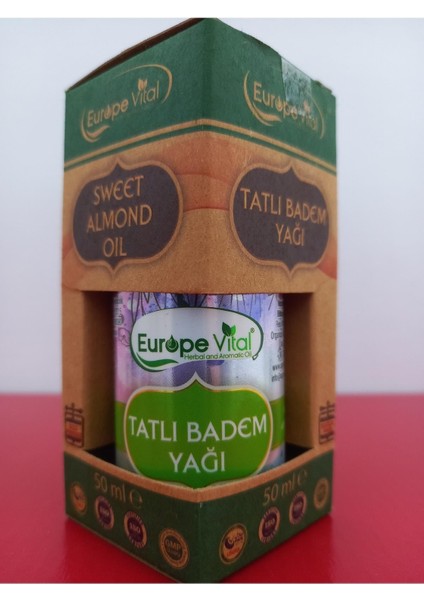 Europe Vital
Europe Vital
SWEET
ALMOND
OIL
TATLI BADEM
YAĞI
Europe Vital
Herbal and Aromatic Oil
TATLI BADEM
YAĞI
50 ml e
50 ml e